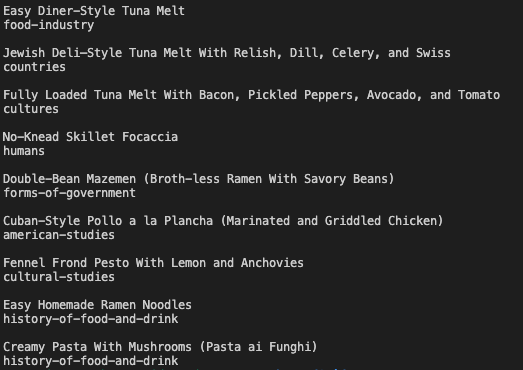 Easy Diner-Style Tuna Melt
food-industry
Jewish Deli-Style Tuna Melt With Relish, Dill, Celery, and Swiss
countries
Fully Loaded Tuna Melt With Bacon, Pickled Peppers, Avocado, and Tomato
cultures
No-Knead Skillet Focaccia
humans
Double-Bean Mazemen (Broth-less Ramen With Savory Beans)
forms-of-government
Cuban-Style Pollo a la Plancha (Marinated and Griddled Chicken)
american-studies
Fennel Frond Pesto With Lemon and Anchovies
cultural-studies
Easy Homemade Ramen Noodles
history-of-food-and-drink
Creamy Pasta With Mushrooms (Pasta ai Funghi)
history-of-food-and-drink